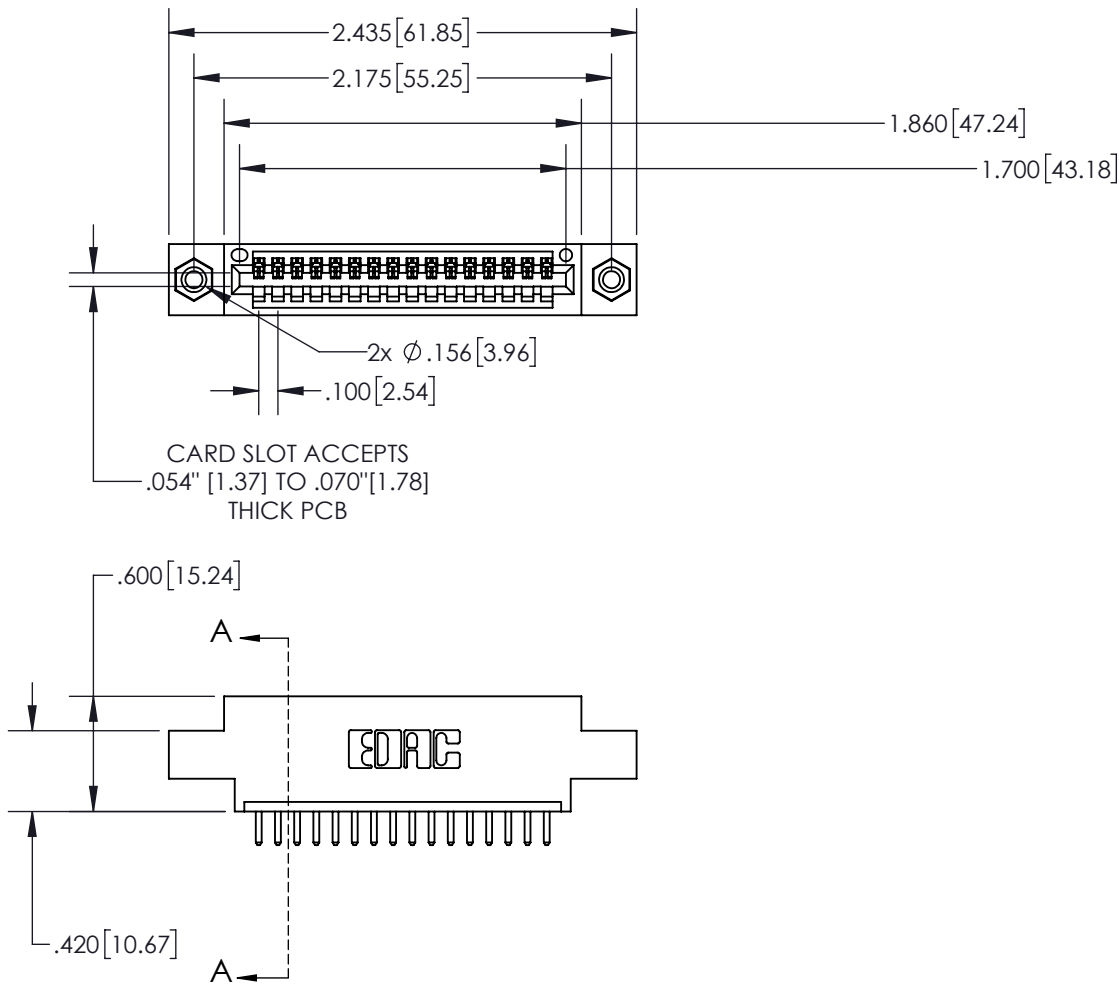 2.435[61.85]
2.175[55.25]
1.860[47.24]
1.700[43.18]
2x Ø.156[3.96]
.100[2.54]
CARD SLOT ACCEPTS
.054" [1.37] TO .070"[1.78]
THICK PCB
.600[15.24]
A
EDAC
.420[10.67]
A